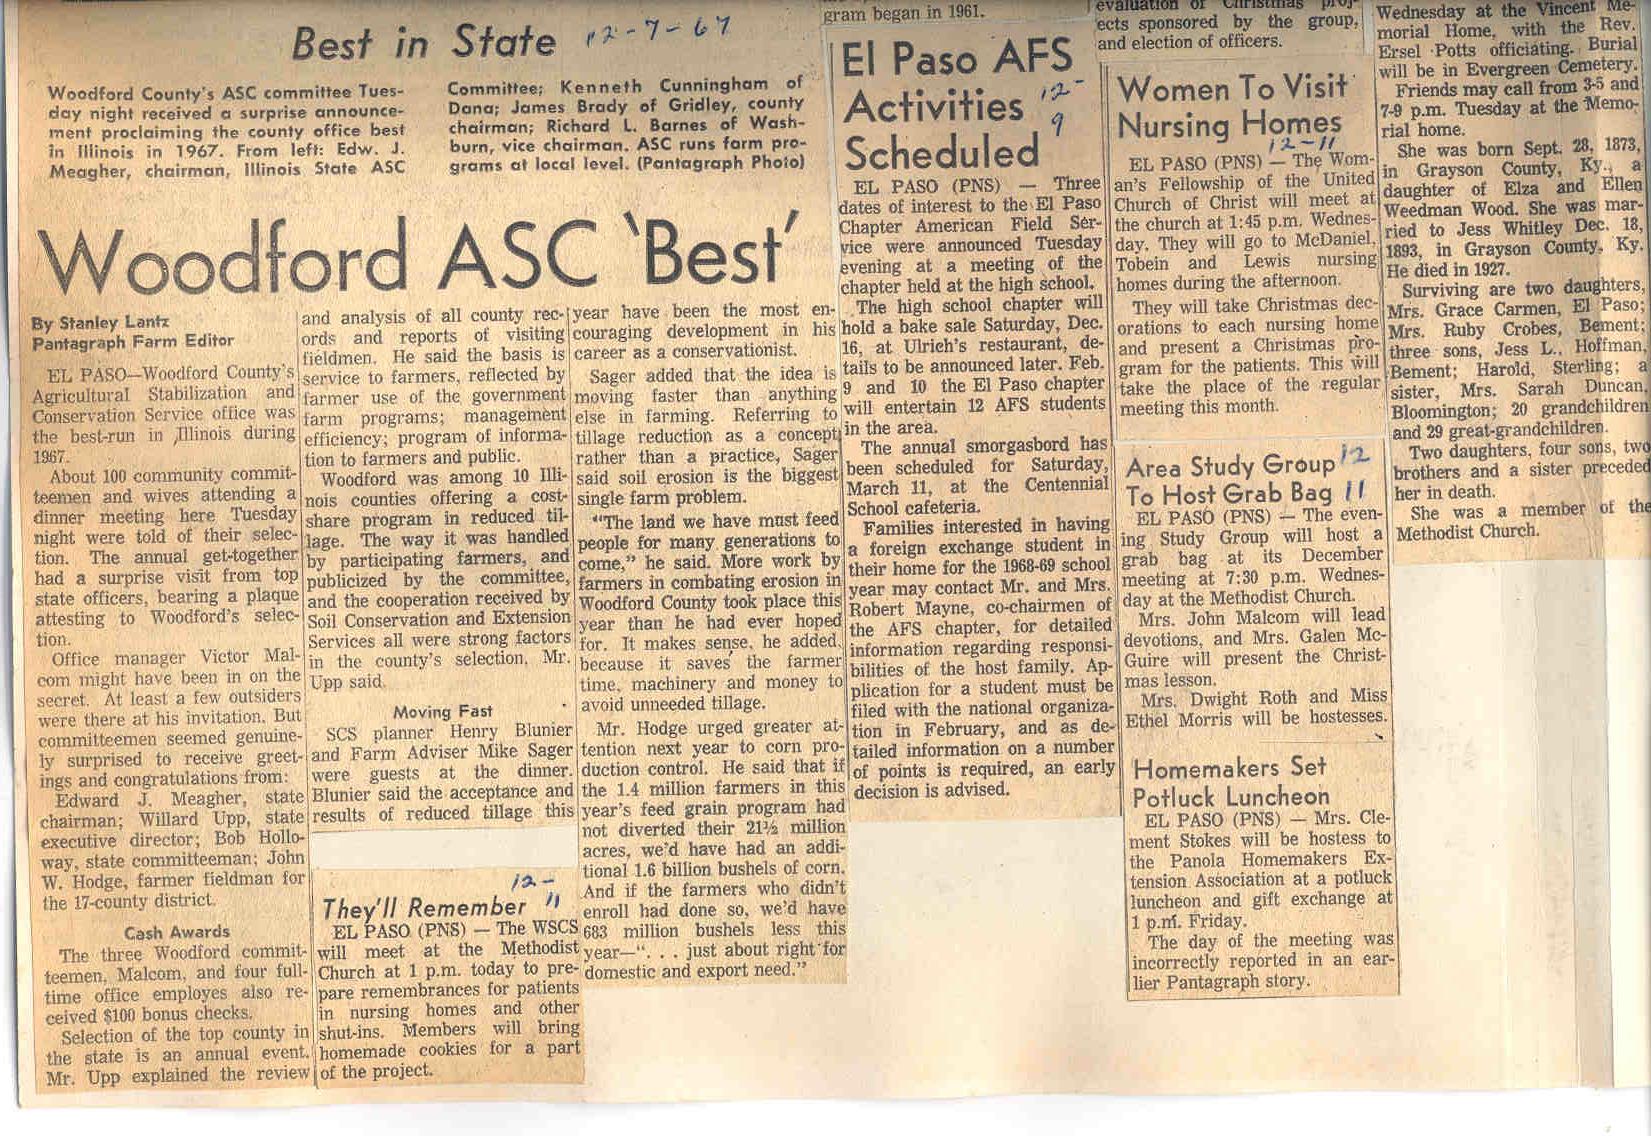 Best in State 12-7-67
Woodford County's ASC committee Tues-
day night received a surprise announce-
ment proclaiming the county office best
in Illinois in 1967. From left: Edw. J.
Meagher, chairman, Illinois State ASC
Committee; Kenneth Cunningham of
Dana; James Brady of Gridley, county
chairman; Richard L. Barnes of Wash-
burn, vice chairman. ASC runs farm pro-
grams at local level. (Pantagraph Photo)
Woodford ASC 'Best'
By Stanley Lantz
Pantagraph Farm Editor
EL PASO—Woodford County's
Agricultural Stabilization and
Conservation Service office was
the best-run in Illinois during
1967.
About 100 community commit-
teemen and wives attending a
dinner meeting here Tuesday
night were told of their selec-
tion. The annual get-together
had a surprise visit from top
state officers, bearing a plaque
attesting to Woodford's selec-
tion.
Office manager Victor Mal-
com might have been in on the
secret. At least a few outsiders
were there at his invitation. But
committeemen seemed genuine-
ly surprised to receive greet-
ings and congratulations from:
Edward J. Meagher, state
chairman; Willard Upp, state
executive director; Bob Hollo-
way, state committeeman; John
W. Hodge, farmer fieldman for
the 17-county district.
Cash Awards
The three Woodford commit-
teemen, Malcom, and four full-
time office employes also re-
ceived $100 bonus checks.
Selection of the top county in
the state is an annual event.
Mr. Upp explained the review
and analysis of all county rec-
ords and reports of visiting
fieldmen. He said the basis is
service to farmers, reflected by
farmer use of the government
farm programs; management
efficiency; program of informa-
tion to farmers and public.
Woodford was among 10 Illi-
nois counties offering a cost-
share program in reduced til-
lage. The way it was handled
by participating farmers, and
publicized by the committee,
and the cooperation received by
Soil Conservation and Extension
Services all were strong factors
in the county's selection, Mr.
Upp said.
Moving Fast
SCS planner Henry Blunier
and Farm Adviser Mike Sager
were guests at the dinner.
Blunier said the acceptance and
results of reduced tillage this
year have been the most en-
couraging development in his
career as a conservationist.
Sager added that the idea is
moving faster than anything
else in farming. Referring to
tillage reduction as a concept
rather than a practice, Sager
said soil erosion is the biggest
single farm problem.
"The land we have must feed
people for many generations to
come," he said. More work by
farmers in combating erosion in
Woodford County took place this
year than he had ever hoped
for. It makes sense, he added,
because it saves the farmer
time, machinery and money to
avoid unneeded tillage.
Mr. Hodge urged greater at-
tention next year to corn pro-
duction control. He said that if
the 1.4 million farmers in this
year's feed grain program had
not diverted their 21½ million
acres, we'd have had an addi-
tional 1.6 billion bushels of corn.
And if the farmers who didn't
enroll had done so, we'd have
683 million bushels less this
year—". . . just about right for
domestic and export need."
They'll Remember 12-11
EL PASO (PNS) — The WSCS
will meet at the Methodist
Church at 1 p.m. today to pre-
pare remembrances for patients
in nursing homes and other
shut-ins. Members will bring
homemade cookies for a part
of the project.
gram began in 1961.
El Paso AFS
Activities 12-9
Scheduled
EL PASO (PNS) — Three
dates of interest to the El Paso
Chapter American Field Ser-
vice were announced Tuesday
evening at a meeting of the
chapter held at the high school.
The high school chapter will
hold a bake sale Saturday, Dec.
16, at Ulrich's restaurant, de-
tails to be announced later. Feb.
9 and 10 the El Paso chapter
will entertain 12 AFS students
in the area.
The annual smorgasbord has
been scheduled for Saturday,
March 11, at the Centennial
School cafeteria.
Families interested in having
a foreign exchange student in
their home for the 1968-69 school
year may contact Mr. and Mrs.
Robert Mayne, co-chairmen of
the AFS chapter, for detailed
information regarding responsi-
bilities of the host family. Ap-
plication for a student must be
filed with the national organiza-
tion in February, and as de-
tailed information on a number
of points is required, an early
decision is advised.
evaluation of Christmas proj-
ects sponsored by the group,
and election of officers.
Women To Visit
Nursing Homes
12-11
EL PASO (PNS) — The Wom-
an's Fellowship of the United
Church of Christ will meet at
the church at 1:45 p.m. Wednes-
day. They will go to McDaniel,
Tobein and Lewis nursing
homes during the afternoon.
They will take Christmas dec-
orations to each nursing home
and present a Christmas pro-
gram for the patients. This will
take the place of the regular
meeting this month.
Area Study Group 12
To Host Grab Bag 11
EL PASO (PNS) — The even-
ing Study Group will host a
grab bag at its December
meeting at 7:30 p.m. Wednes-
day at the Methodist Church.
Mrs. John Malcom will lead
devotions, and Mrs. Galen Mc-
Guire will present the Christ-
mas lesson.
Mrs. Dwight Roth and Miss
Ethel Morris will be hostesses.
Homemakers Set
Potluck Luncheon
EL PASO (PNS) — Mrs. Cle-
ment Stokes will be hostess to
the Panola Homemakers Ex-
tension Association at a potluck
luncheon and gift exchange at
1 p.m. Friday.
The day of the meeting was
incorrectly reported in an ear-
lier Pantagraph story.
Wednesday at the Vincent Me-
morial Home, with the Rev.
Ersel Potts officiating. Burial
will be in Evergreen Cemetery.
Friends may call from 3-5 and
7-9 p.m. Tuesday at the Memo-
rial home.
She was born Sept. 28, 1873,
in Grayson County, Ky., a
daughter of Elza and Ellen
Weedman Wood. She was mar-
ried to Jess Whitley Dec. 18,
1893, in Grayson County, Ky.
He died in 1927.
Surviving are two daughters,
Mrs. Grace Carmen, El Paso;
Mrs. Ruby Crobes, Bement;
three sons, Jess L., Hoffman,
Bement; Harold, Sterling; a
sister, Mrs. Sarah Duncan,
Bloomington; 20 grandchildren
and 29 great-grandchildren.
Two daughters, four sons, two
brothers and a sister preceded
her in death.
She was a member of the
Methodist Church.